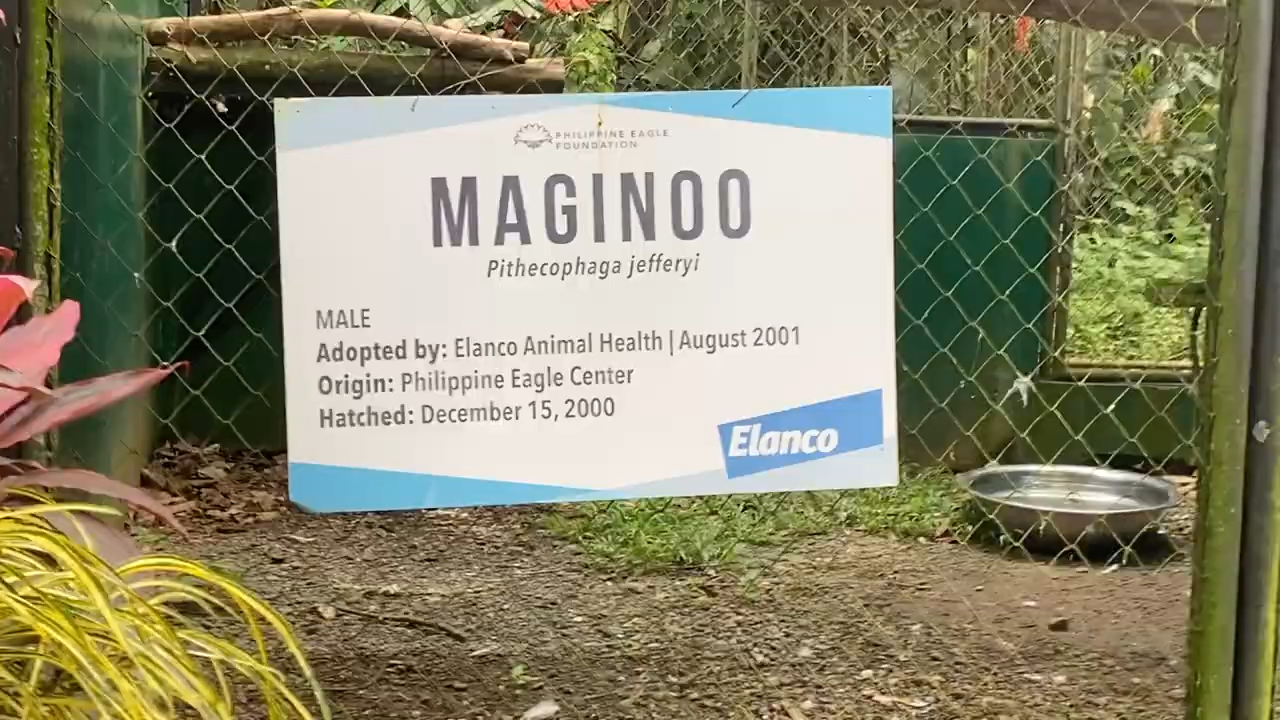 PHILIPPINE EAGLE
FOUNDATION
MAGINOO
Pithecophaga jefferyi
MALE
Adopted by: Elanco Animal Health | August 2001
Origin: Philippine Eagle Center
Hatched: December 15, 2000
Elanco